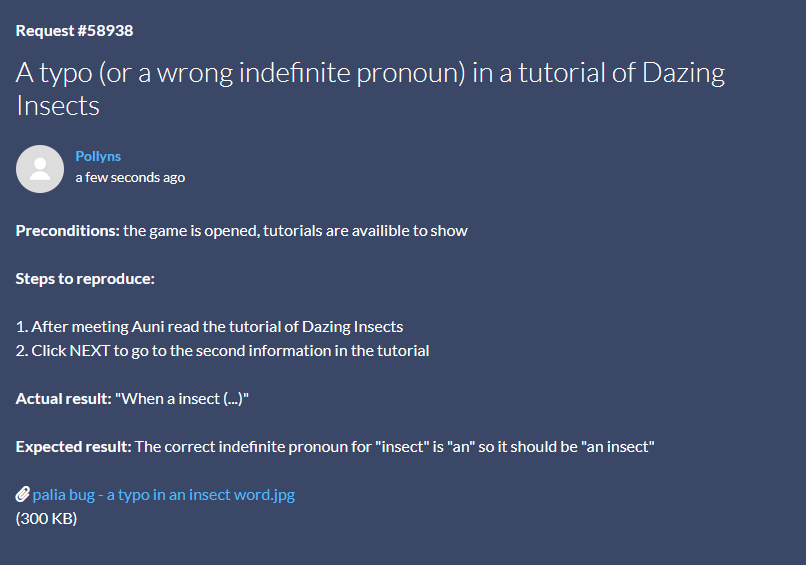 Request #58938
A typo (or a wrong indefinite pronoun) in a tutorial of Dazing
Insects
Pollyns
a few seconds ago
Preconditions: the game is opened, tutorials are availible to show
Steps to reproduce:
1. After meeting Auni read the tutorial of Dazing Insects
2. Click NEXT to go to the second information in the tutorial
Actual result: "When a insect (...)"
Expected result: The correct indefinite pronoun for "insect" is "an" so it should be "an insect"
palia bug - a typo in an insect word.jpg
(300 KB)